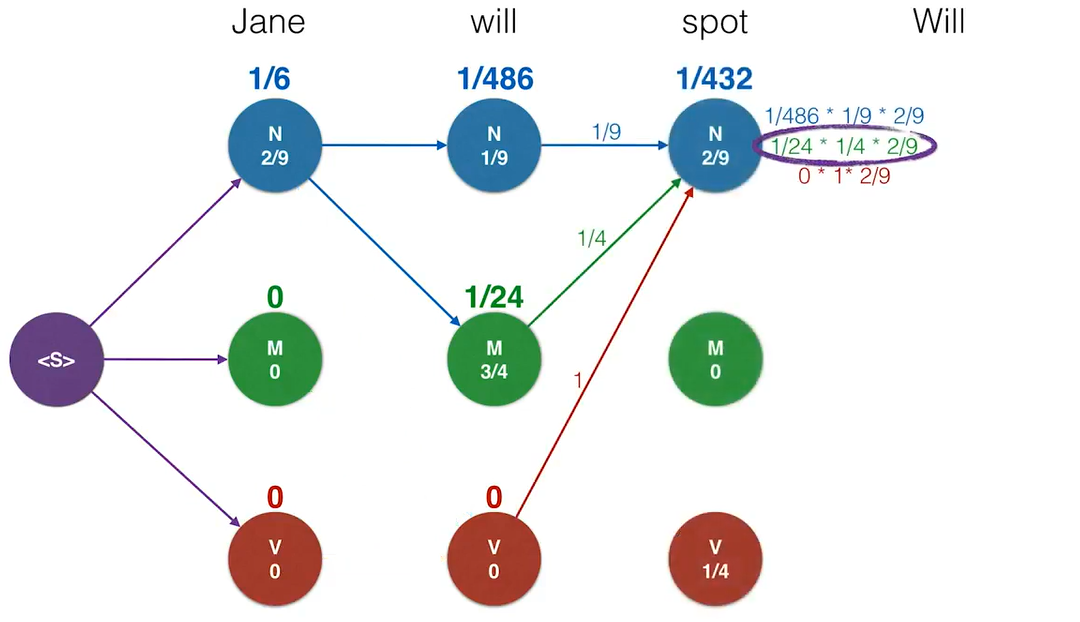 Jane will spot Will
1/6 1/486 1/432
N
2/9
N
1/9
1/9
N
2/9
1/486 * 1/9 * 2/9
1/24 * 1/4 * 2/9
0 * 1* 2/9
1/4
0 1/24
<S>
M
0
M
3/4
M
0
1
0 0
V
0
V
0
V
1/4